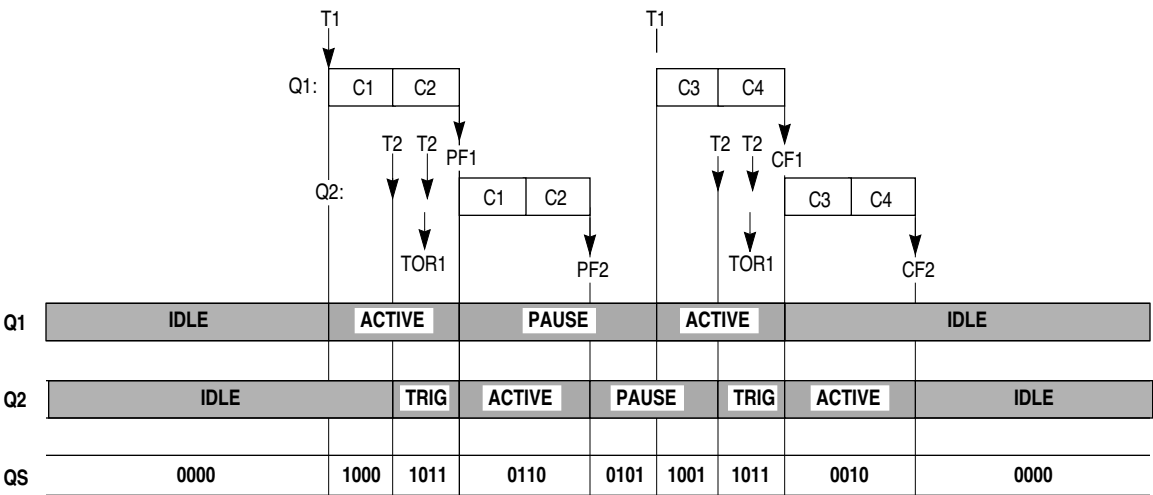 T1 T1
Q1: C1 C2 C3 C4
T2 T2 PF1 T2 T2 CF1
Q2: C1 C2 C3 C4
TOR1 PF2 TOR1 CF2
Q1 IDLE ACTIVE PAUSE ACTIVE IDLE
Q2 IDLE TRIG ACTIVE PAUSE TRIG ACTIVE IDLE
QS 0000 1000 1011 0110 0101 1001 1011 0010 0000